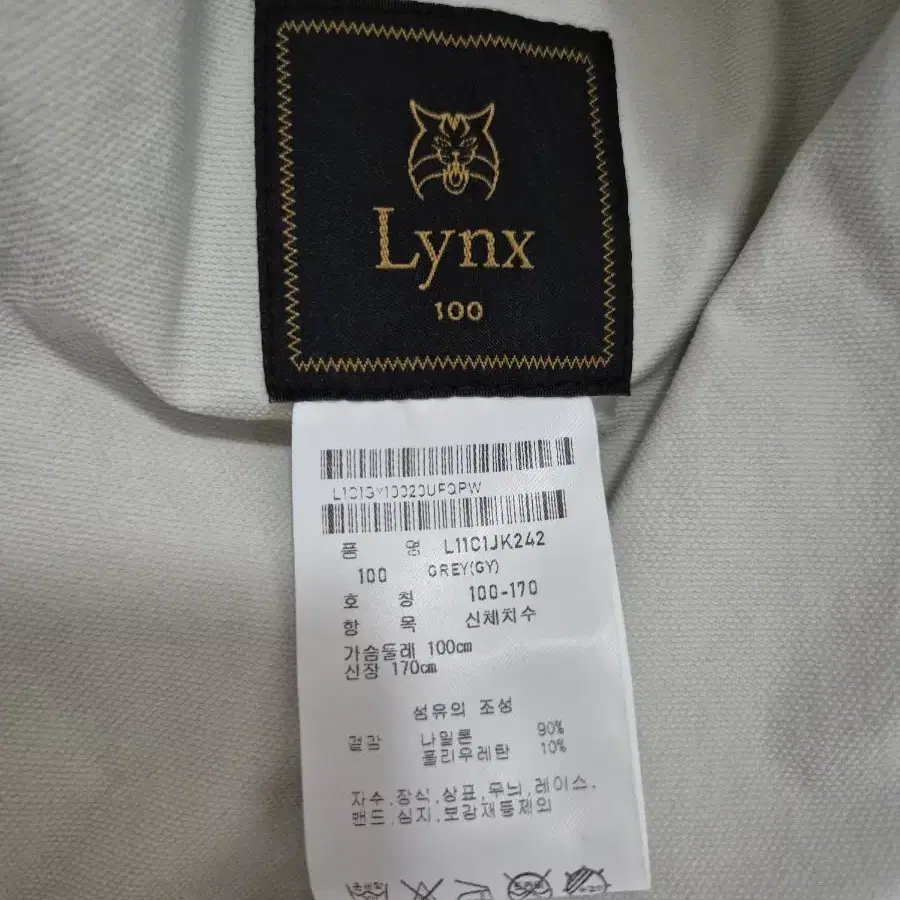 Lynx
100
품 명 L11C1JK242
100 GREY(GY)
호 칭 100-170
항 목 신체치수
가슴둘레 100㎝
신장 170㎝
섬유의 조성
겉감 나일론 90%
폴리우레탄 10%
자수,장식,상표,무늬,레이스,
밴드,심지,보강재등제외